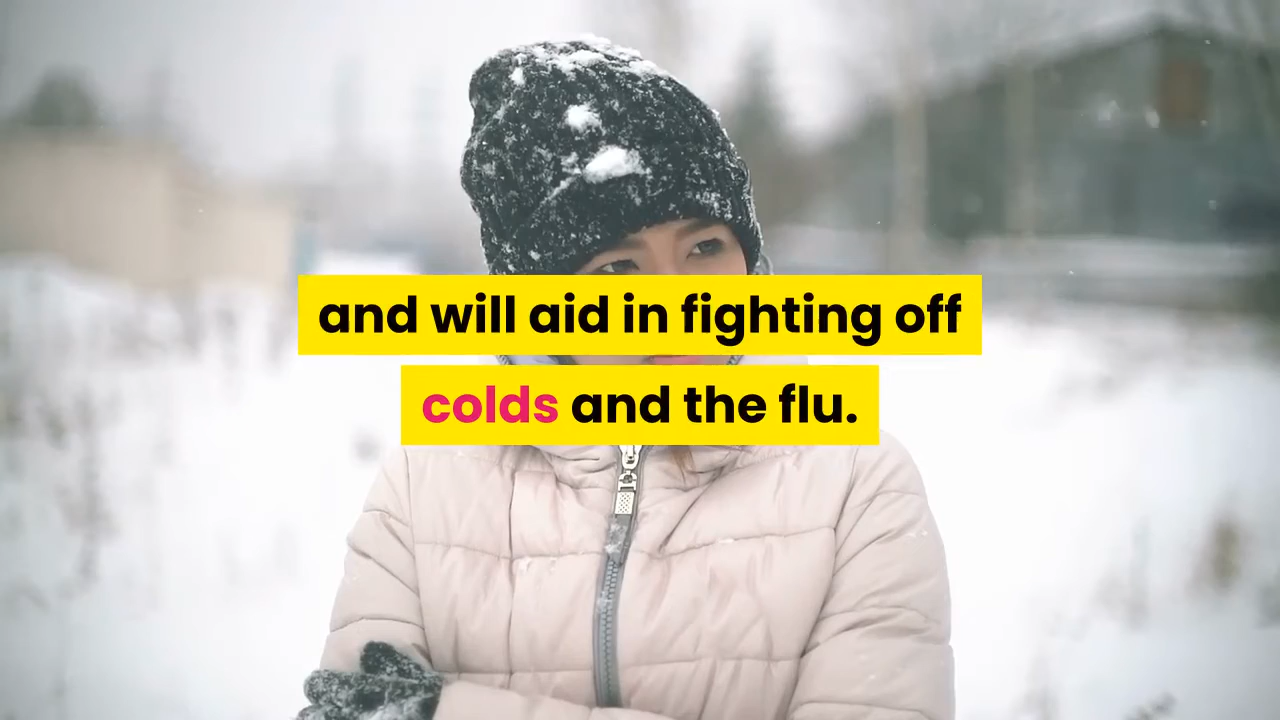 and will aid in fighting off
colds and the flu.